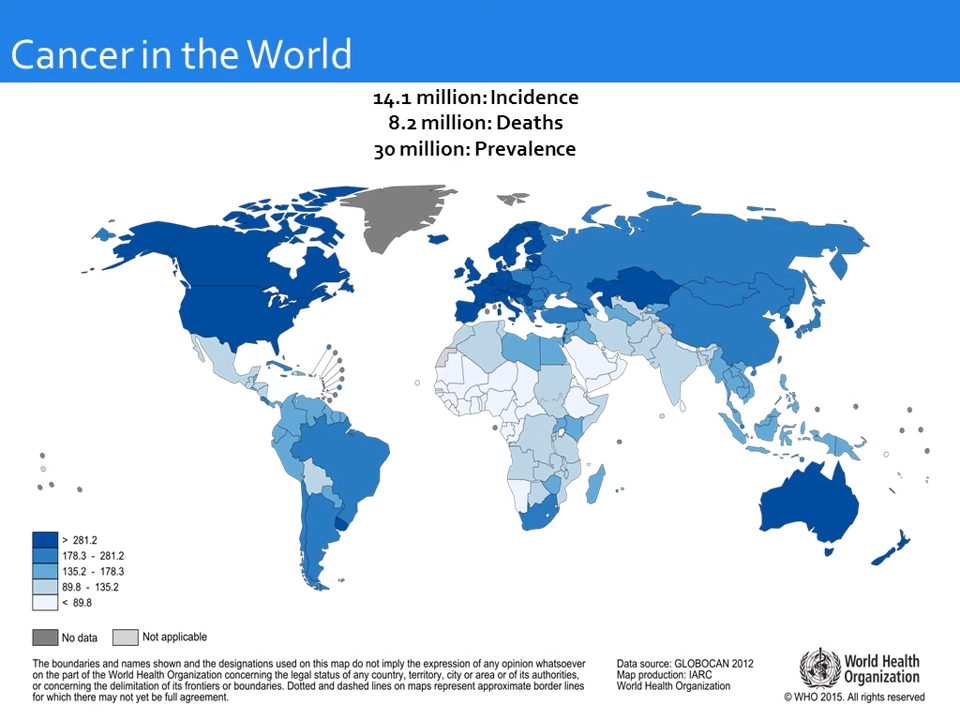 Cancer in the World
14.1 million: Incidence
8.2 million: Deaths
30 million: Prevalence
> 281.2
178.3 - 281.2
135.2 - 178.3
89.8 - 135.2
< 89.8
No data
Not applicable
The boundaries and names shown and the designations used on this map do not imply the expression of any opinion whatsoever
on the part of the World Health Organization concerning the legal status of any country, territory, city or area or of its authorities,
or concerning the delimitation of its frontiers or boundaries. Dotted and dashed lines on maps represent approximate border lines
for which there may not yet be full agreement.
Data source: GLOBOCAN 2012
Map production: IARC
World Health Organization
World Health
Organization
© WHO 2015. All rights reserved